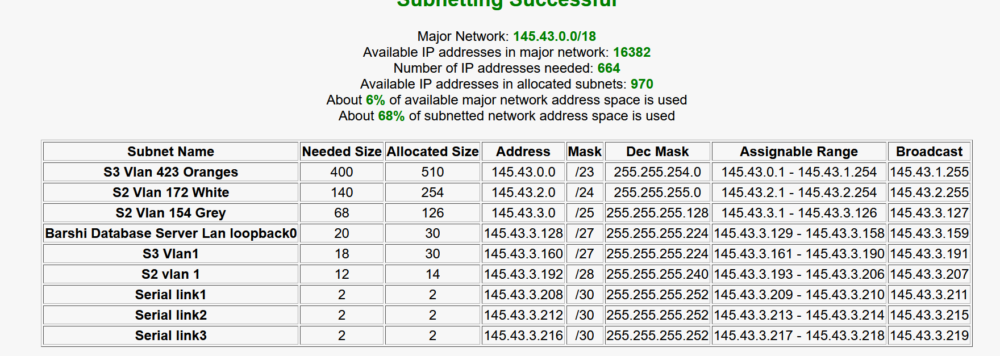 Subnetting Successful
Major Network: 145.43.0.0/18
Available IP addresses in major network: 16382
Number of IP addresses needed: 664
Available IP addresses in allocated subnets: 970
About 6% of available major network address space is used
About 68% of subnetted network address space is used
Subnet Name Needed Size Allocated Size Address Mask Dec Mask Assignable Range Broadcast
S3 Vlan 423 Oranges 400 510 145.43.0.0 /23 255.255.254.0 145.43.0.1 - 145.43.1.254 145.43.1.255
S2 Vlan 172 White 140 254 145.43.2.0 /24 255.255.255.0 145.43.2.1 - 145.43.2.254 145.43.2.255
S2 Vlan 154 Grey 68 126 145.43.3.0 /25 255.255.255.128 145.43.3.1 - 145.43.3.126 145.43.3.127
Barshi Database Server Lan loopback0 20 30 145.43.3.128 /27 255.255.255.224 145.43.3.129 - 145.43.3.158 145.43.3.159
S3 Vlan1 18 30 145.43.3.160 /27 255.255.255.224 145.43.3.161 - 145.43.3.190 145.43.3.191
S2 vlan 1 12 14 145.43.3.192 /28 255.255.255.240 145.43.3.193 - 145.43.3.206 145.43.3.207
Serial link1 2 2 145.43.3.208 /30 255.255.255.252 145.43.3.209 - 145.43.3.210 145.43.3.211
Serial link2 2 2 145.43.3.212 /30 255.255.255.252 145.43.3.213 - 145.43.3.214 145.43.3.215
Serial link3 2 2 145.43.3.216 /30 255.255.255.252 145.43.3.217 - 145.43.3.218 145.43.3.219